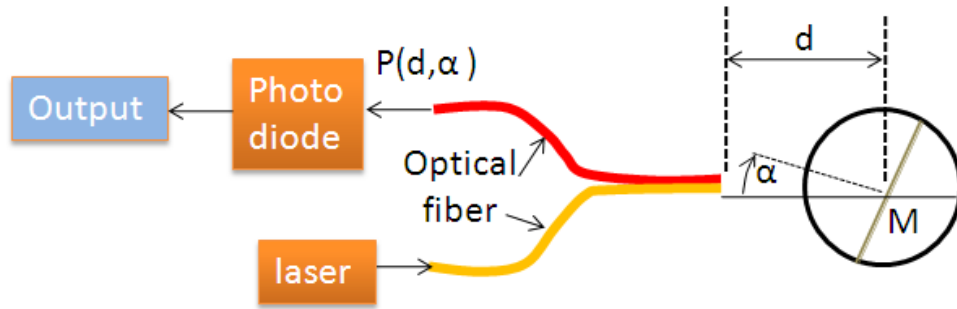 d
P(d,α )
Output
Photo
diode
Optical
fiber
α
M
laser